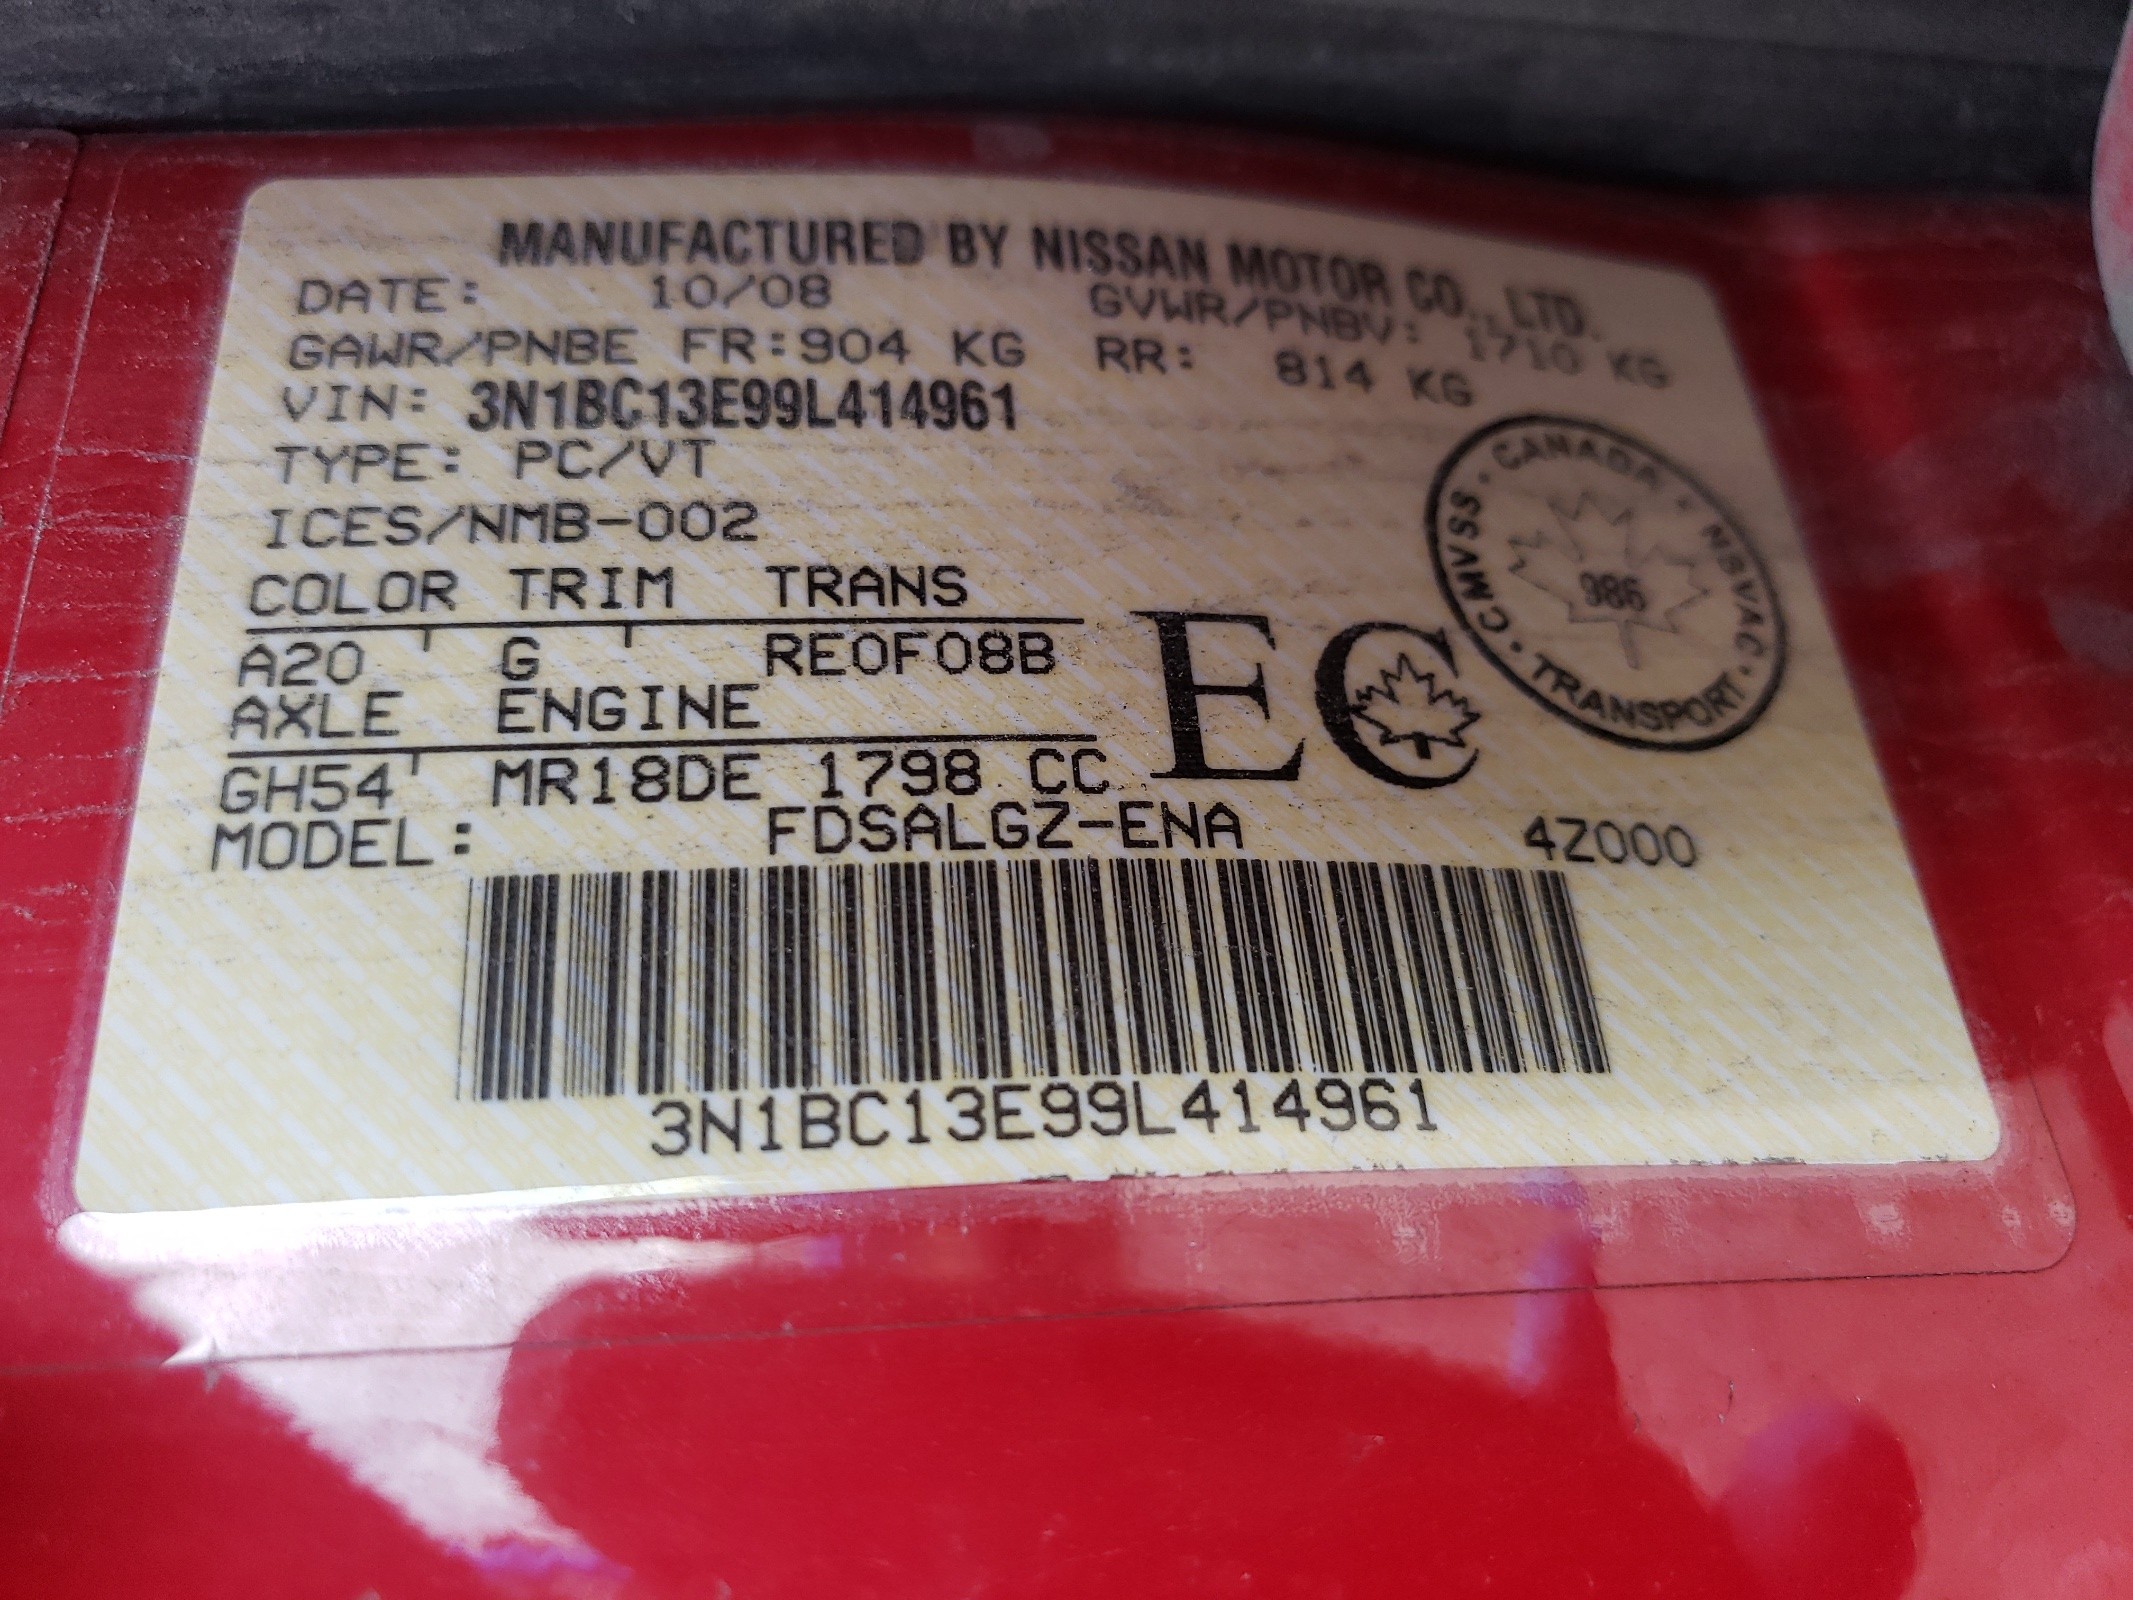 MANUFACTURED BY NISSAN MOTOR CO., LTD.
DATE: 10/08 GVWR/PNBV: 1710 KG
GAWR/PNBE FR:904 KG RR: 814 KG
VIN: 3N1BC13E99L414961
TYPE: PC/VT
ICES/NMB-002
CANADA · NSVAC · TRANSPORT · CMVSS ·
986
COLOR TRIM TRANS
A20 G RE0F08B
AXLE ENGINE
EC
GH54 MR18DE 1798 CC
MODEL: FDSALGZ-ENA 4Z000
3N1BC13E99L414961